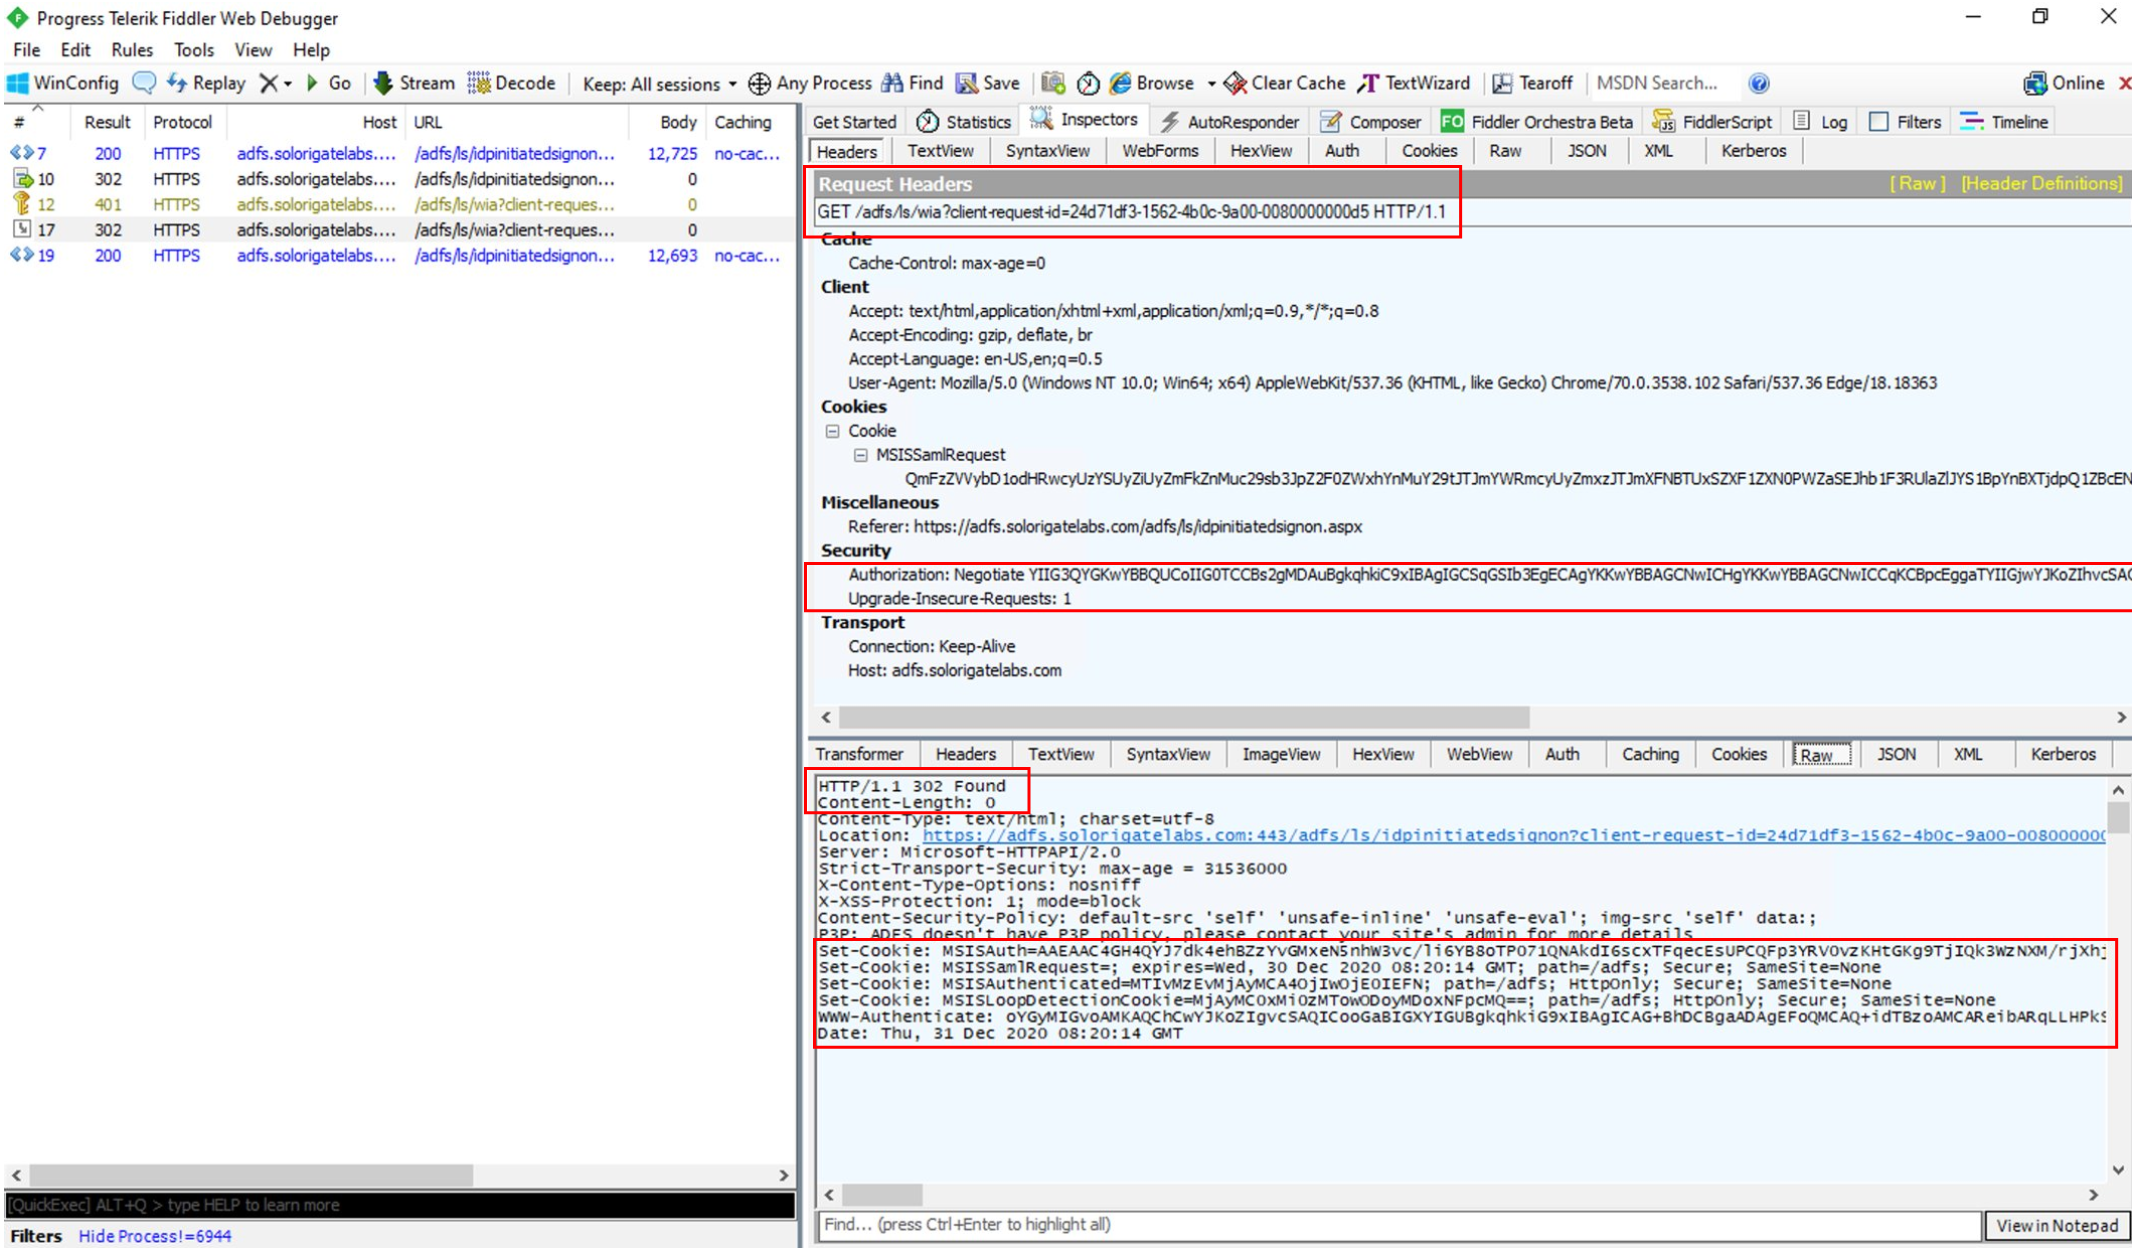 Progress Telerik Fiddler Web Debugger
File Edit Rules Tools View Help
WinConfig Replay Go Stream Decode Keep: All sessions Any Process Find Save Browse Clear Cache TextWizard Tearoff MSDN Search... Online
# Result Protocol Host URL Body Caching
7 200 HTTPS adfs.solorigatelabs.... /adfs/ls/idpinitiatedsignon... 12,725 no-cac...
10 302 HTTPS adfs.solorigatelabs.... /adfs/ls/idpinitiatedsignon... 0
12 401 HTTPS adfs.solorigatelabs.... /adfs/ls/wia?client-reques... 0
17 302 HTTPS adfs.solorigatelabs.... /adfs/ls/wia?client-reques... 0
19 200 HTTPS adfs.solorigatelabs.... /adfs/ls/idpinitiatedsignon... 12,693 no-cac...
[QuickExec] ALT+Q > type HELP to learn more
Filters Hide Process!=6944
Get Started Statistics Inspectors AutoResponder Composer FO Fiddler Orchestra Beta FiddlerScript Log Filters Timeline
Headers TextView SyntaxView WebForms HexView Auth Cookies Raw JSON XML Kerberos
Request Headers [ Raw ] [Header Definitions]
GET /adfs/ls/wia?client-request-id=24d71df3-1562-4b0c-9a00-0080000000d5 HTTP/1.1
Cache
Cache-Control: max-age=0
Client
Accept: text/html,application/xhtml+xml,application/xml;q=0.9,*/*;q=0.8
Accept-Encoding: gzip, deflate, br
Accept-Language: en-US,en;q=0.5
User-Agent: Mozilla/5.0 (Windows NT 10.0; Win64; x64) AppleWebKit/537.36 (KHTML, like Gecko) Chrome/70.0.3538.102 Safari/537.36 Edge/18.18363
Cookies
Cookie
MSISSamlRequest
Miscellaneous
Referer: https://adfs.solorigatelabs.com/adfs/ls/idpinitiatedsignon.aspx
Security
Authorization: Negotiate
Upgrade-Insecure-Requests: 1
Transport
Connection: Keep-Alive
Host: adfs.solorigatelabs.com
Transformer Headers TextView SyntaxView ImageView HexView WebView Auth Caching Cookies Raw JSON XML Kerberos
HTTP/1.1 302 Found
Content-Length: 0
Content-Type: text/html; charset=utf-8
Location: https://adfs.solorigatelabs.com:443/adfs/ls/idpinitiatedsignon?client-request-id=24d71df3-1562-4b0c-9a00-00800000
Server: Microsoft-HTTPAPI/2.0
Strict-Transport-Security: max-age = 31536000
X-Content-Type-Options: nosniff
X-XSS-Protection: 1; mode=block
Content-Security-Policy: default-src 'self' 'unsafe-inline' 'unsafe-eval'; img-src 'self' data:;
P3P: ADFS doesn't have P3P policy, please contact your site's admin for more details
Set-Cookie:
Set-Cookie: MSISSamlRequest=; expires=Wed, 30 Dec 2020 08:20:14 GMT; path=/adfs; Secure; SameSite=None
Set-Cookie: MSISAuthenticated=MTIvMzEvMjAyMCA4OjIwOjE0IEFN; path=/adfs; HttpOnly; Secure; SameSite=None
Set-Cookie: MSISLoopDetectionCookie=MjAyMC0xMi0zMTowODoyMDoxNFpcMQ==; path=/adfs; HttpOnly; Secure; SameSite=None
WWW-Authenticate:
Date: Thu, 31 Dec 2020 08:20:14 GMT
Find... (press Ctrl+Enter to highlight all) View in Notepad